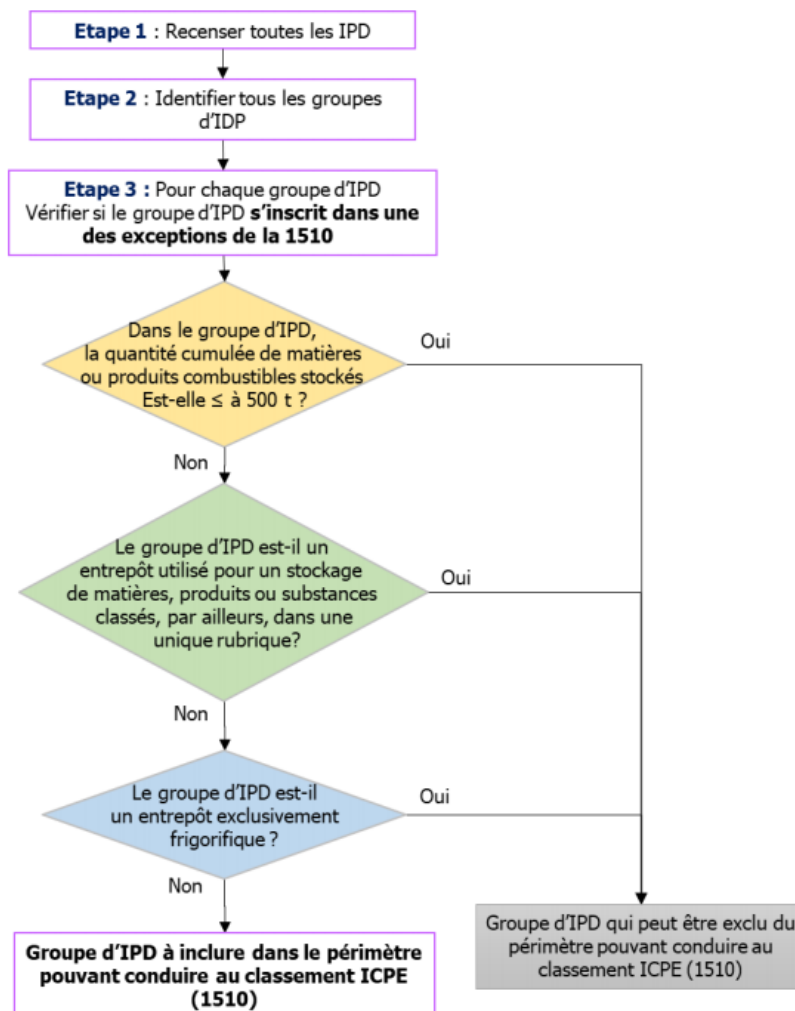 Etape 1 : Recenser toutes les IPD
Etape 2 : Identifier tous les groupes
d'IDP
Etape 3 : Pour chaque groupe d'IPD
Vérifier si le groupe d'IPD s'inscrit dans une
des exceptions de la 1510
Dans le groupe d'IPD,
la quantité cumulée de matières
ou produits combustibles stockés
Est-elle ≤ à 500 t ?
Oui
Non
Le groupe d'IPD est-il un
entrepôt utilisé pour un stockage
de matières, produits ou substances
classés, par ailleurs, dans une
unique rubrique?
Oui
Non
Le groupe d'IPD est-il
un entrepôt exclusivement
frigorifique ?
Oui
Non
Groupe d'IPD à inclure dans le périmètre
pouvant conduire au classement ICPE
(1510)
Groupe d'IPD qui peut être exclu du
périmètre pouvant conduire au
classement ICPE (1510)